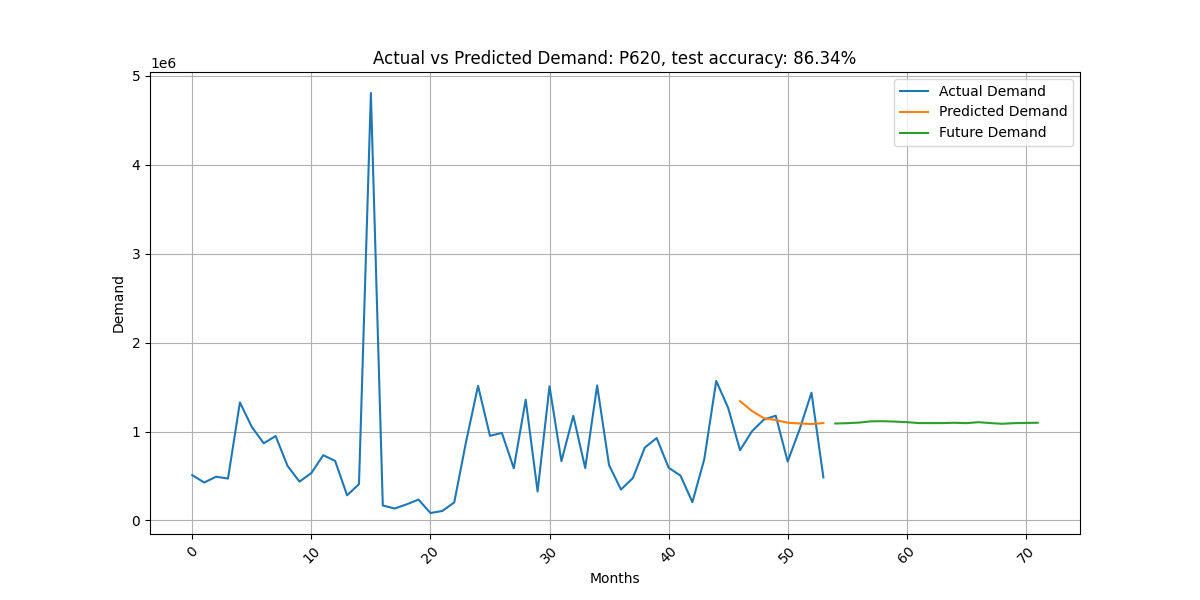 Actual vs Predicted Demand: P620, test accuracy: 86.34%
1e6
5
4
3
2
1
0
Demand
Actual Demand
Predicted Demand
Future Demand
0 10 20 30 40 50 60 70
Months